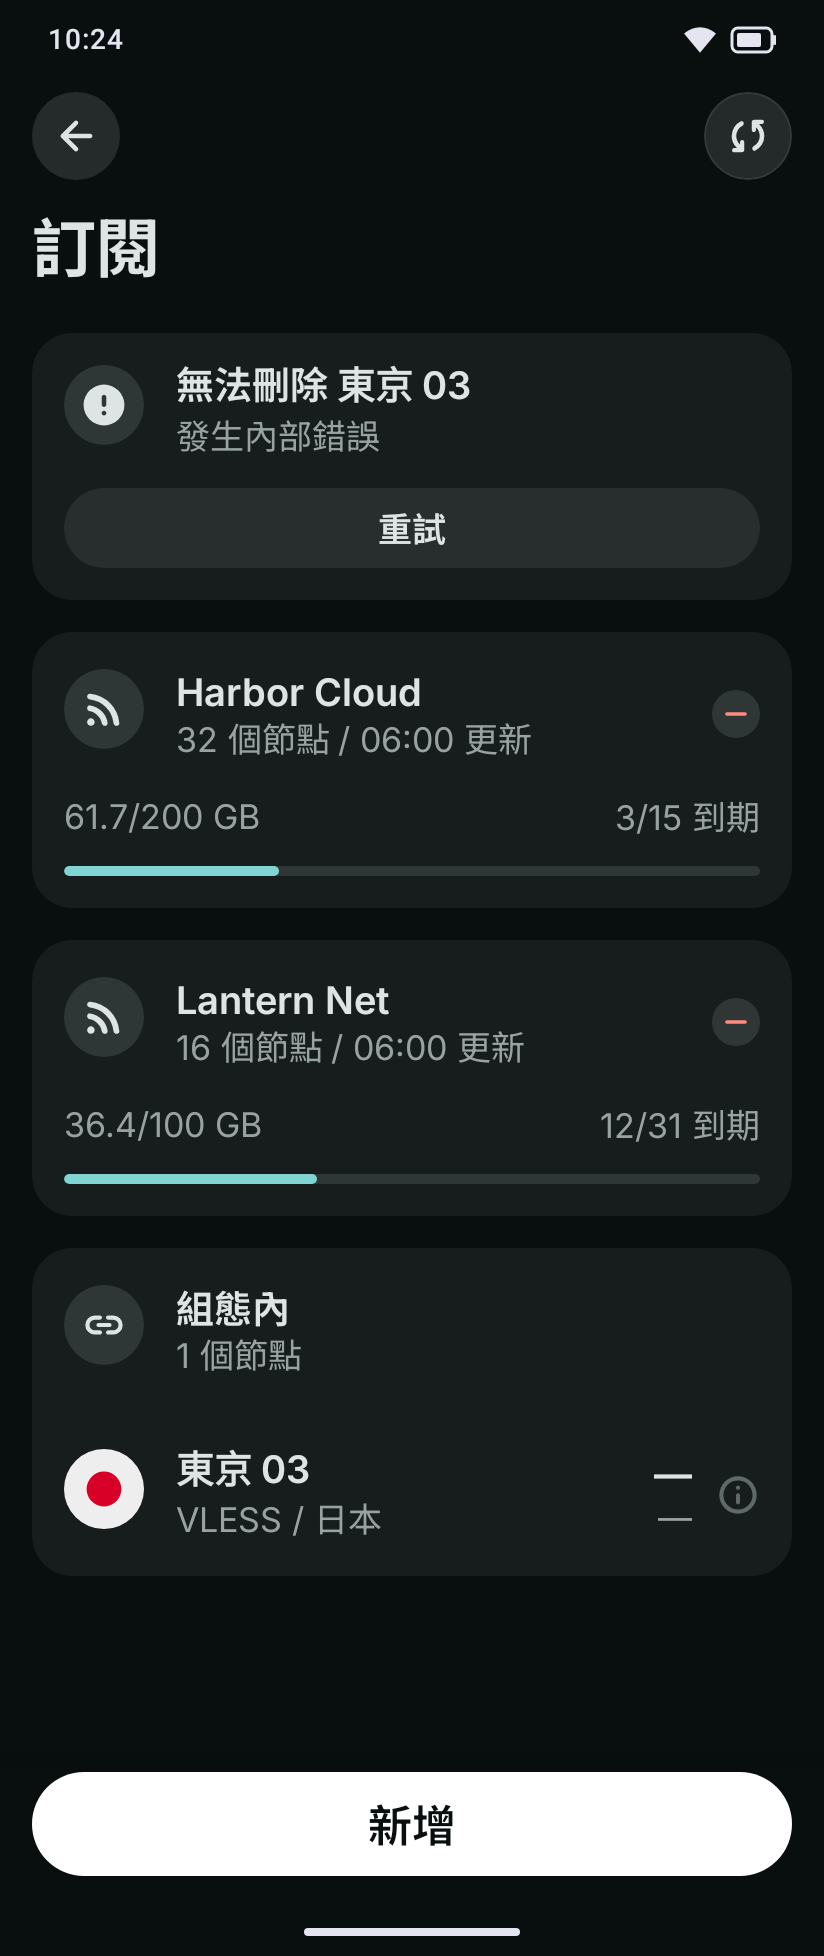 10:24
訂閱
無法刪除 東京 03
發生內部錯誤
重試
Harbor Cloud
32 個節點 / 06:00 更新
61.7/200 GB
3/15 到期
Lantern Net
16 個節點 / 06:00 更新
36.4/100 GB
12/31 到期
組態內
1 個節點
東京 03
VLESS / 日本
—
—
新增